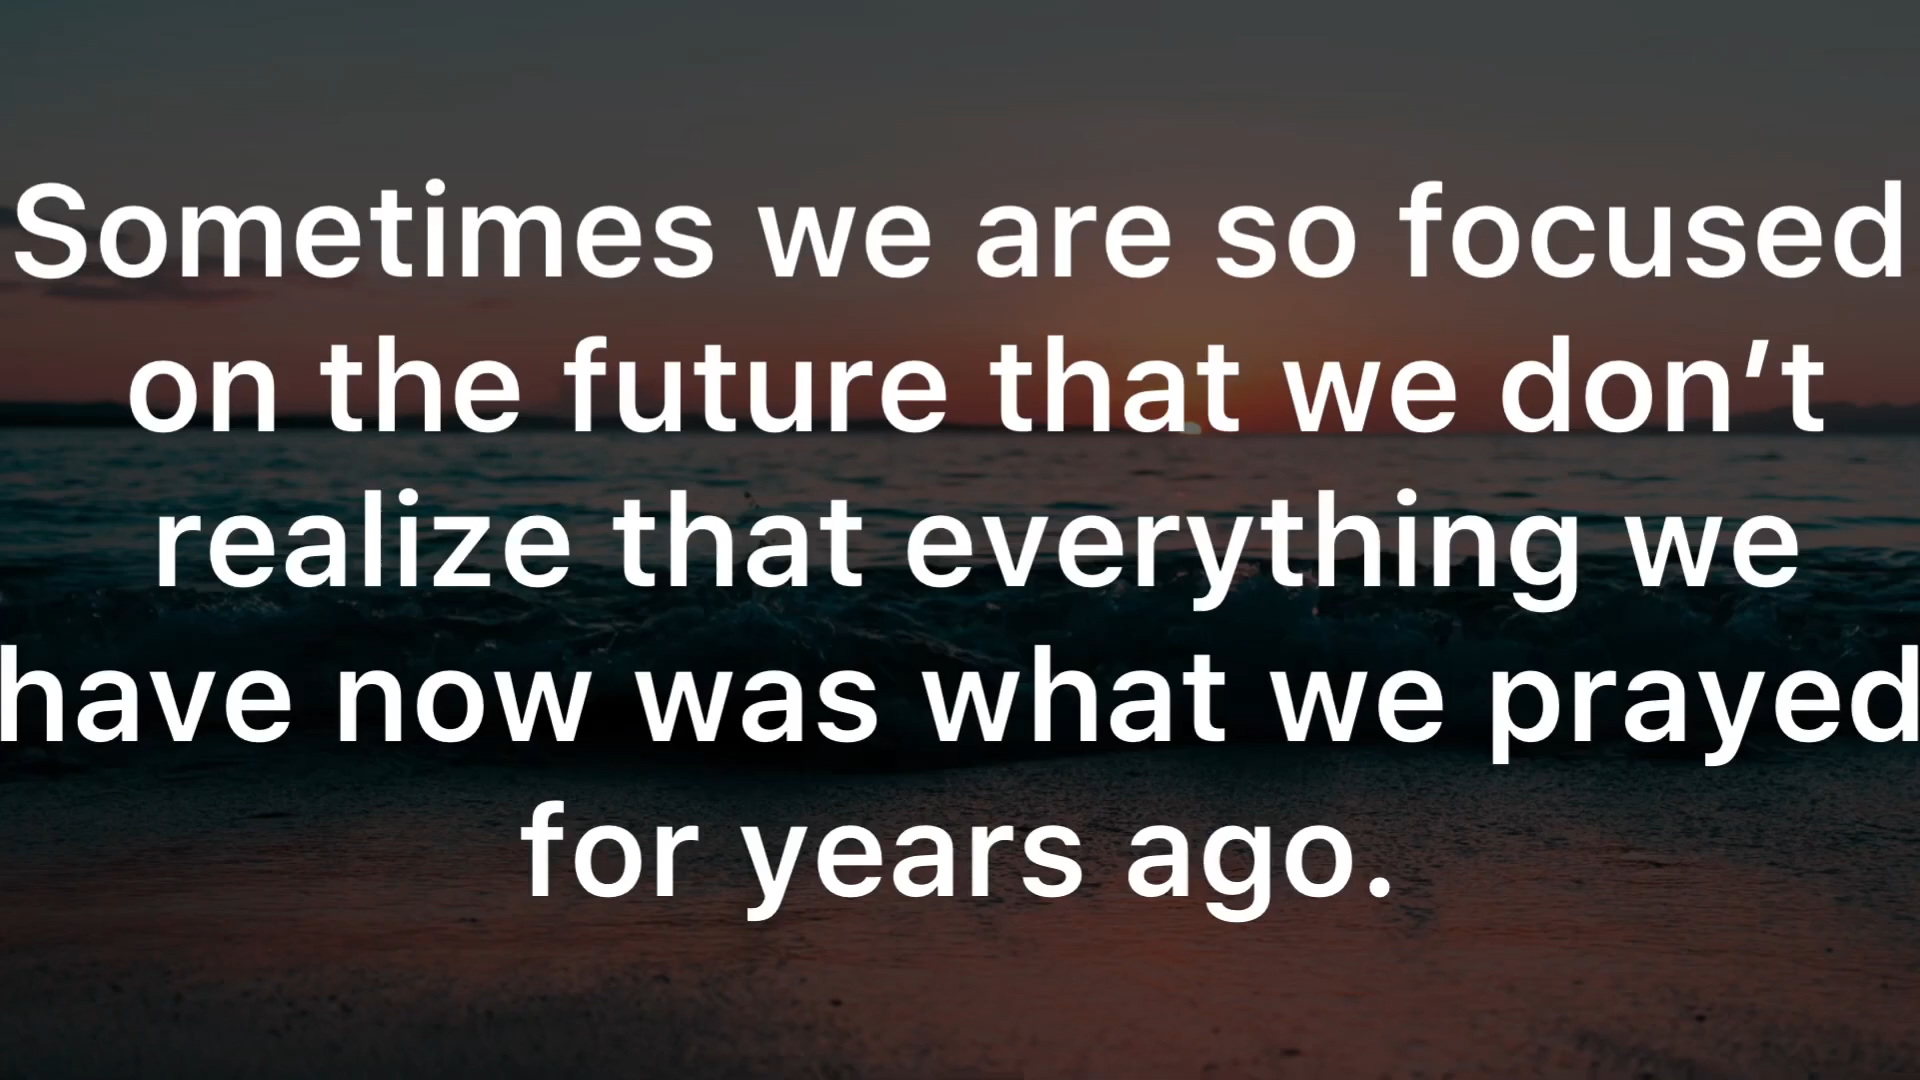 Sometimes we are so focused
on the future that we don’t
realize that everything we
have now was what we prayed
for years ago.